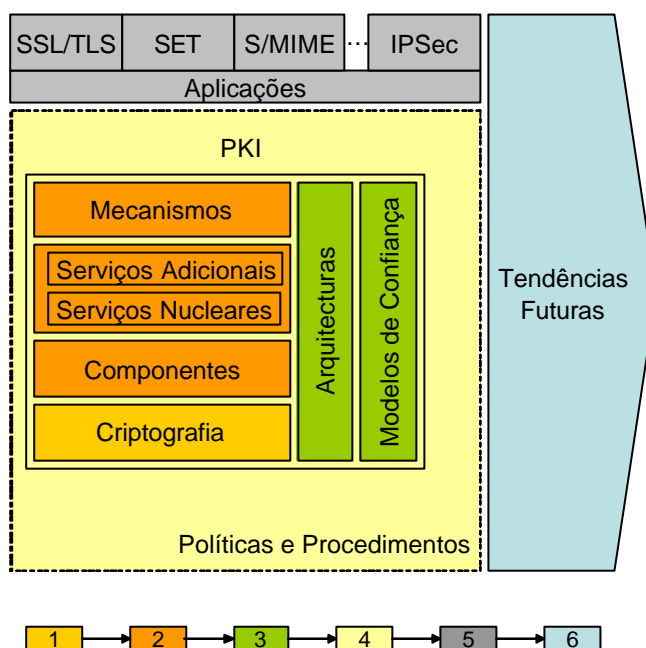 SSL/TLS SET S/MIME ... IPSec
Aplicações
PKI
Mecanismos
Serviços Adicionais
Serviços Nucleares
Componentes
Criptografia
Arquitecturas
Modelos de Confiança
Políticas e Procedimentos
Tendências
Futuras
1 2 3 4 5 6